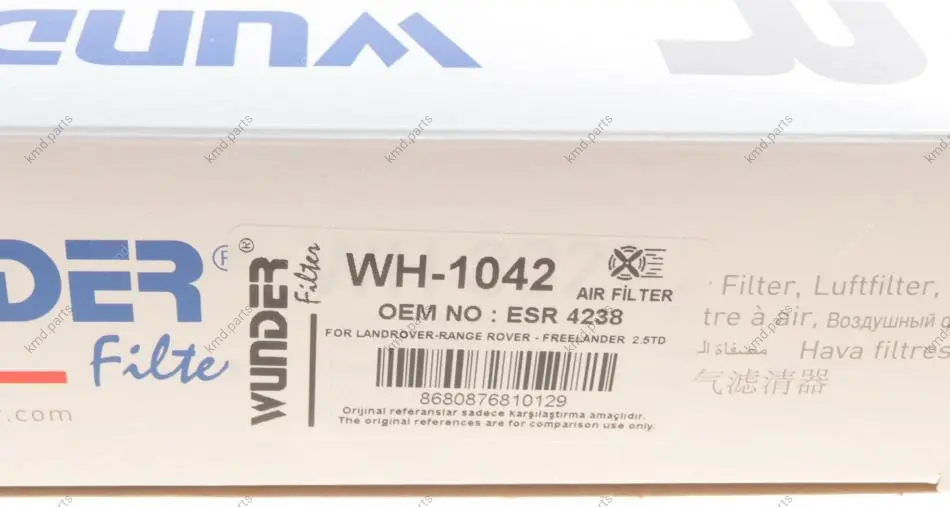 WUND
DER
Filte
r.com
WUNDER
Filter
WH-1042
AIR FİLTER
OEM NO : ESR 4238
FOR LANDROVER-RANGE ROVER - FREELANDER 2.5TD
8680876810129
Orijinal referanslar sadece karşılaştırma amaçlıdır.
The original references are for comparison use only.
Filter, Luftfilter,
tre à air, Воздушный
Hava filtres
气滤清器
kmd.parts